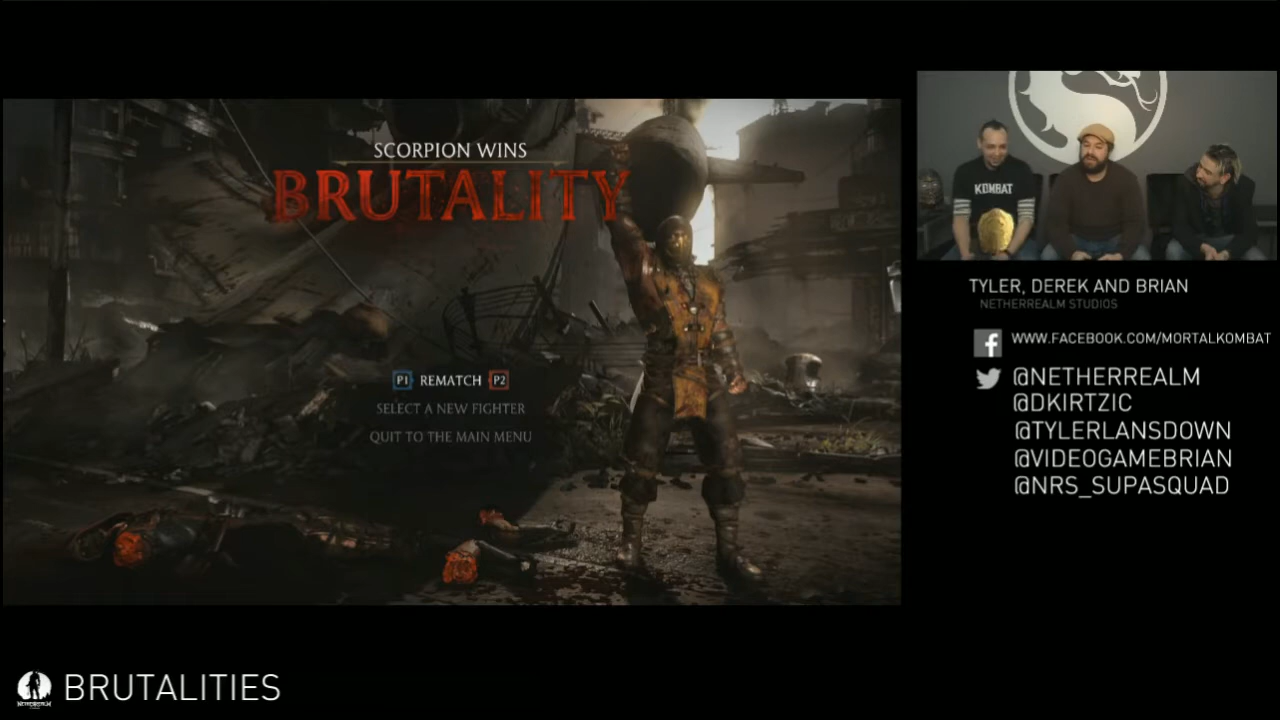 SCORPION WINS
BRUTALITY
P1 REMATCH P2
SELECT A NEW FIGHTER
QUIT TO THE MAIN MENU
KOMBAT
TYLER, DEREK AND BRIAN
NETHERREALM STUDIOS
WWW.FACEBOOK.COM/MORTALKOMBAT
@NETHERREALM
@DKIRTZIC
@TYLERLANSDOWN
@VIDEOGAMEBRIAN
@NRS_SUPASQUAD
NETHERREALM
BRUTALITIES